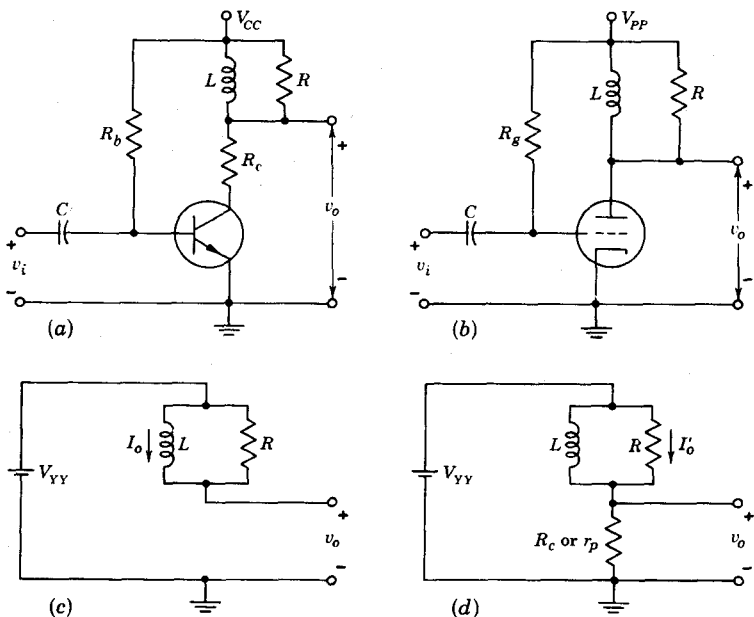 V_CC
L
R
R_b
R_c
C
+
v_i
-
+
v_o
-
(a)
V_PP
L
R
R_g
C
+
v_i
-
+
v_o
-
(b)
I_o
L
R
V_YY
+
v_o
-
(c)
L
R
I'_o
V_YY
R_c or r_p
+
v_o
-
(d)